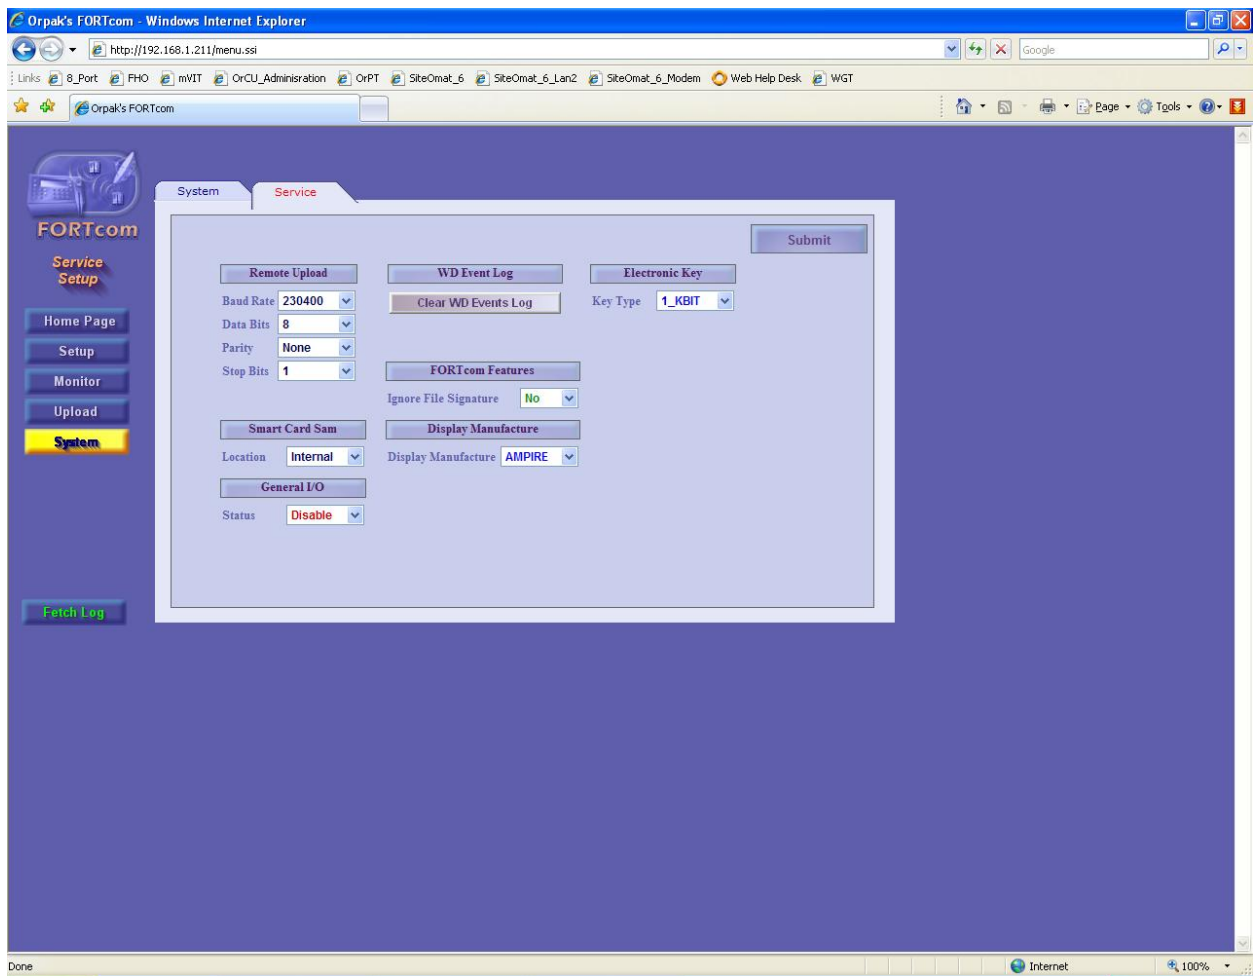 Orpak's FORTcom - Windows Internet Explorer
http://192.168.1.211/menu.ssi
Google
Links 8_Port FHO mVIT OrCU_Adminisration OrPT SiteOmat_6 SiteOmat_6_Lan2 SiteOmat_6_Modem Web Help Desk WGT
Orpak's FORTcom
Page Tools
System Service
FORTcom
Service
Setup
Home Page
Setup
Monitor
Upload
System
Fetch Log
Submit
Remote Upload WD Event Log Electronic Key
Baud Rate 230400 Clear WD Events Log Key Type 1_KBIT
Data Bits 8
Parity None
Stop Bits 1 FORTcom Features
Ignore File Signature No
Smart Card Sam Display Manufacture
Location Internal Display Manufacture AMPIRE
General I/O
Status Disable
Done Internet 100%